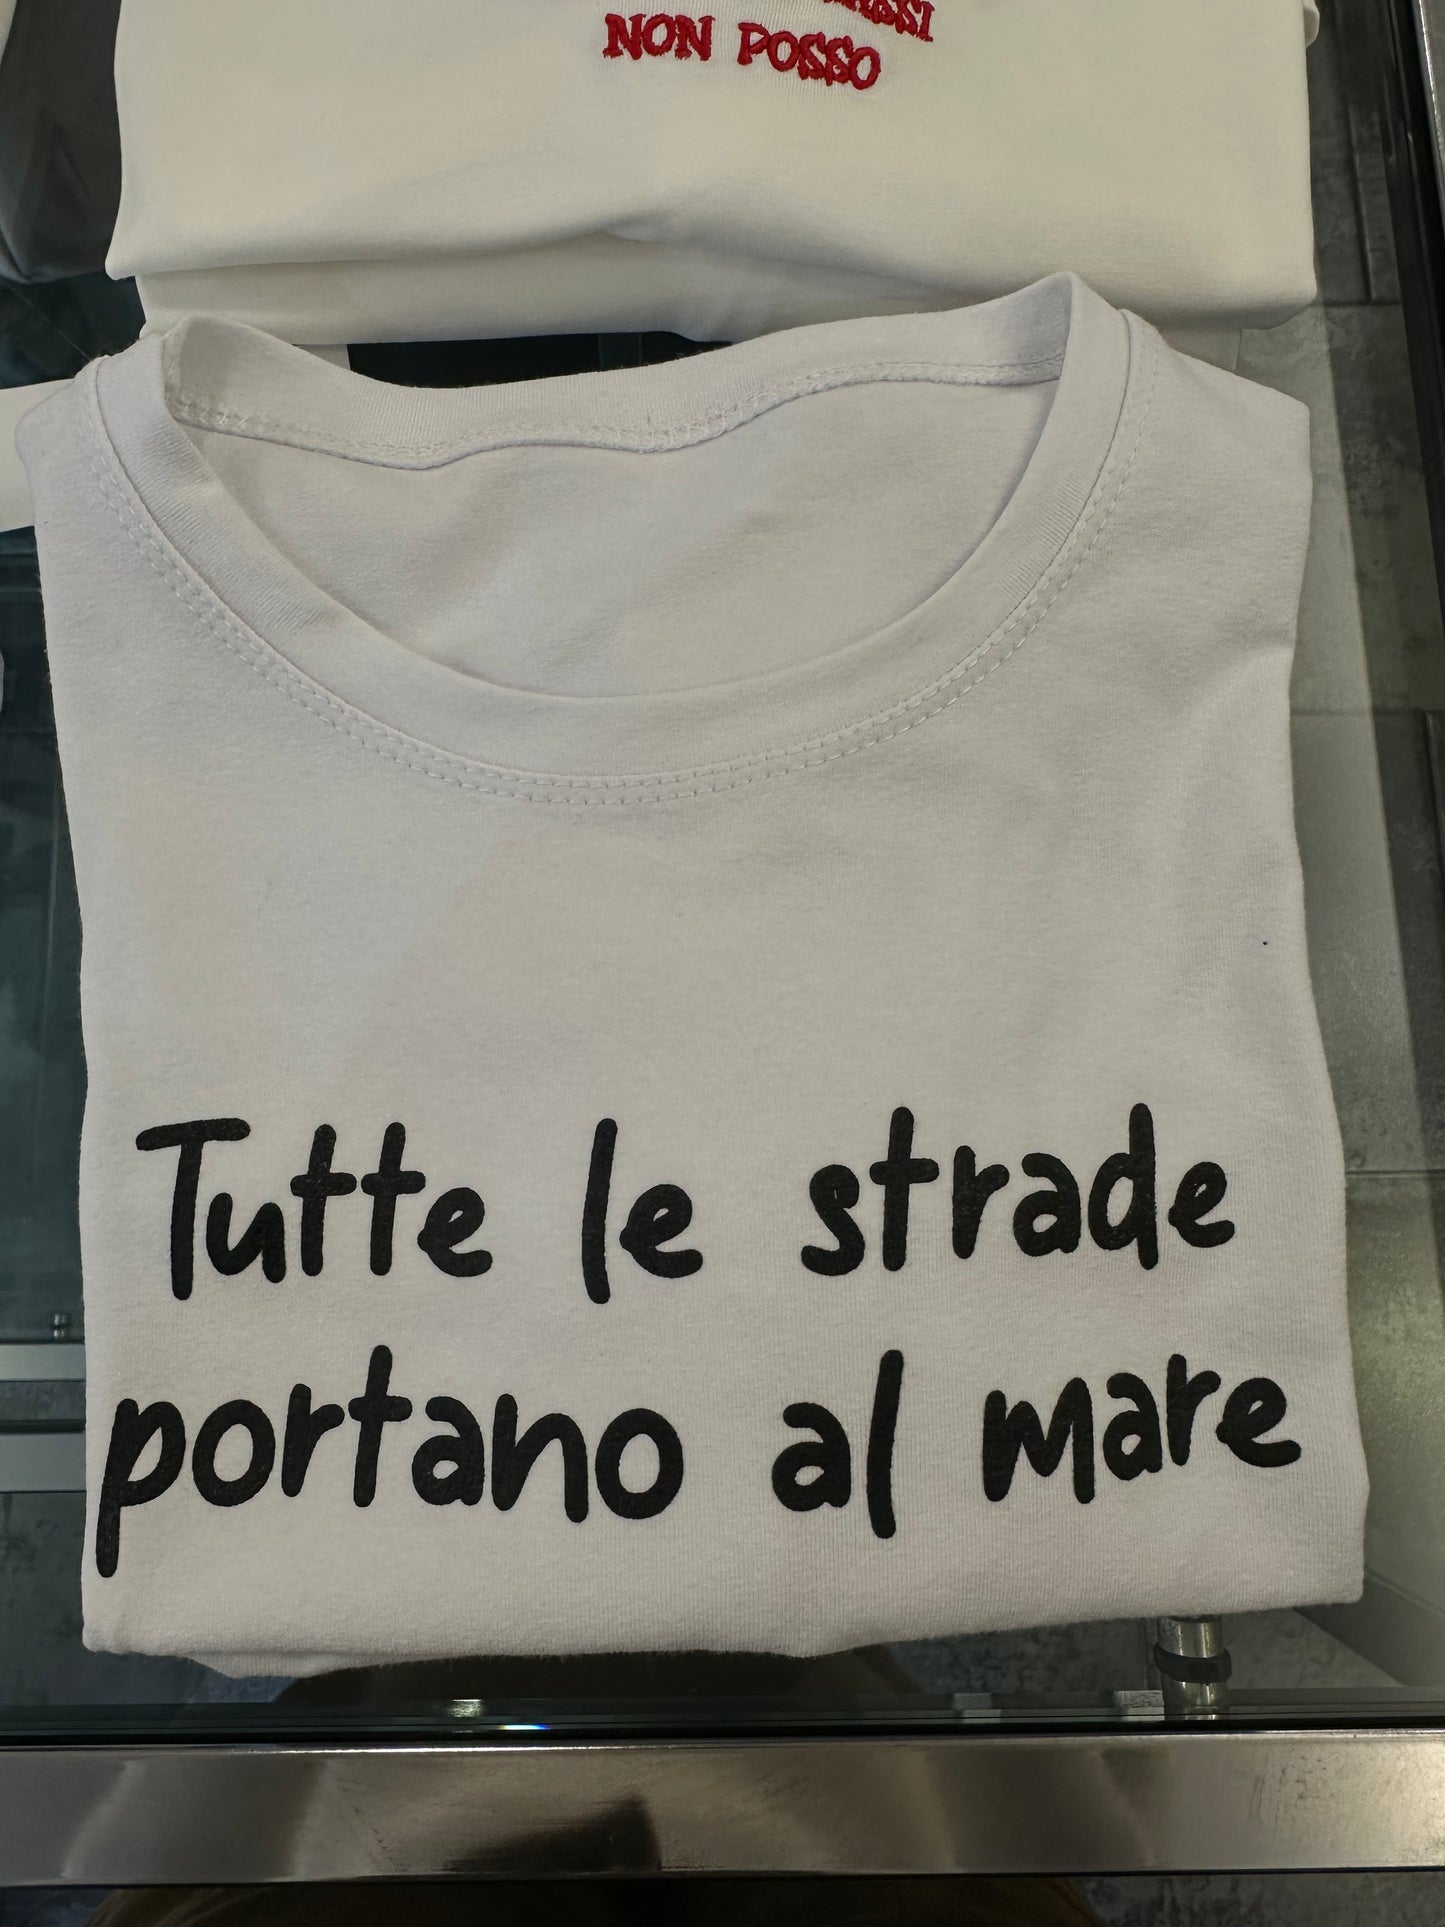 NON POSSO
Tutte le strade
portano al mare